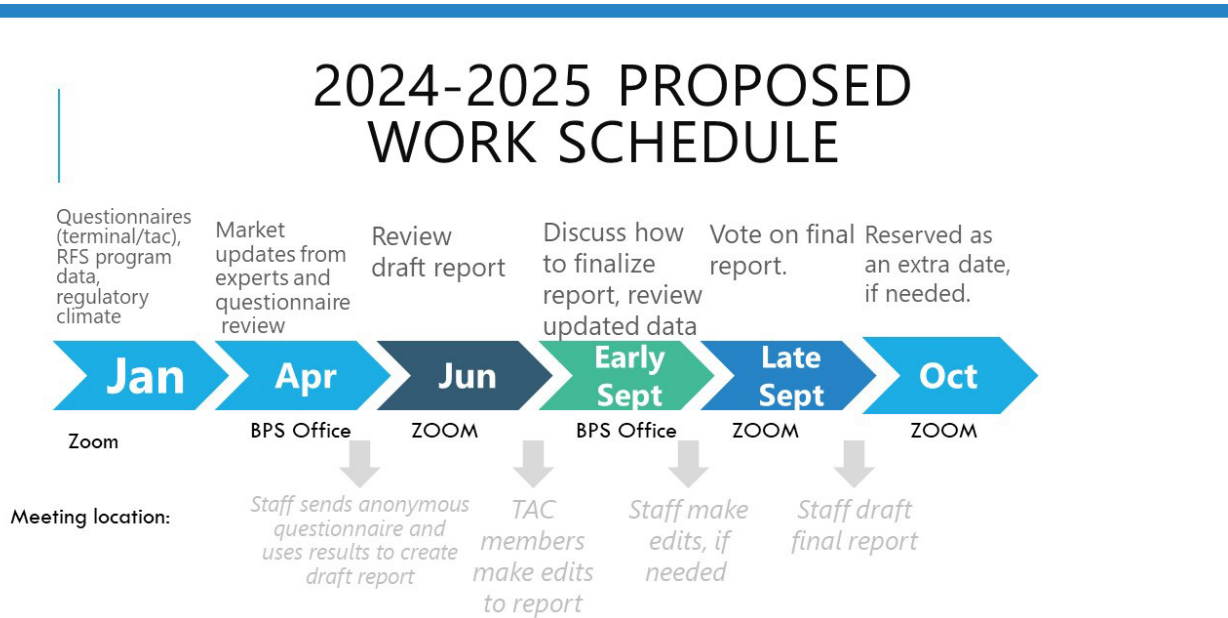 2024-2025 PROPOSED
WORK SCHEDULE
Questionnaires
(terminal/tac),
RFS program
data,
regulatory
climate
Market
updates from
experts and
questionnaire
review
Review
draft report
Discuss how
to finalize
report, review
updated data
Vote on final
report.
Reserved as
an extra date,
if needed.
Jan
Apr
Jun
Early
Sept
Late
Sept
Oct
Zoom
BPS Office
ZOOM
BPS Office
ZOOM
ZOOM
Meeting location:
Staff sends anonymous
questionnaire and
uses results to create
draft report
TAC
members
make edits
to report
Staff make
edits, if
needed
Staff draft
final report